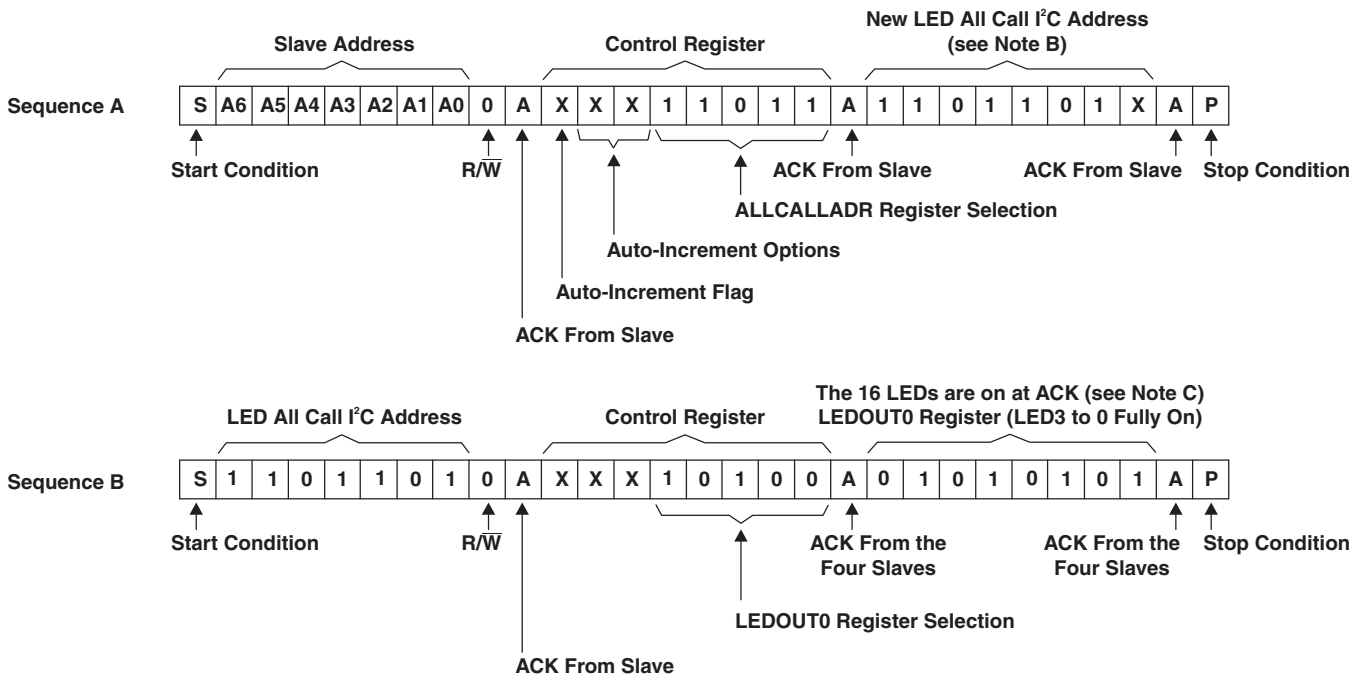 New LED All Call I²C Address
Slave Address Control Register (see Note B)
Sequence A S A6 A5 A4 A3 A2 A1 A0 0 A X X X 1 1 0 1 1 A 1 1 0 1 1 0 1 X A P
Start Condition R/W̅ ACK From Slave ACK From Slave Stop Condition
ALLCALLADR Register Selection
Auto-Increment Options
Auto-Increment Flag
ACK From Slave
The 16 LEDs are on at ACK (see Note C)
LED All Call I²C Address Control Register LEDOUT0 Register (LED3 to 0 Fully On)
Sequence B S 1 1 0 1 1 0 1 0 A X X X 1 0 1 0 0 A 0 1 0 1 0 1 0 1 A P
Start Condition R/W̅ ACK From the ACK From the Stop Condition
Four Slaves Four Slaves
LEDOUT0 Register Selection
ACK From Slave